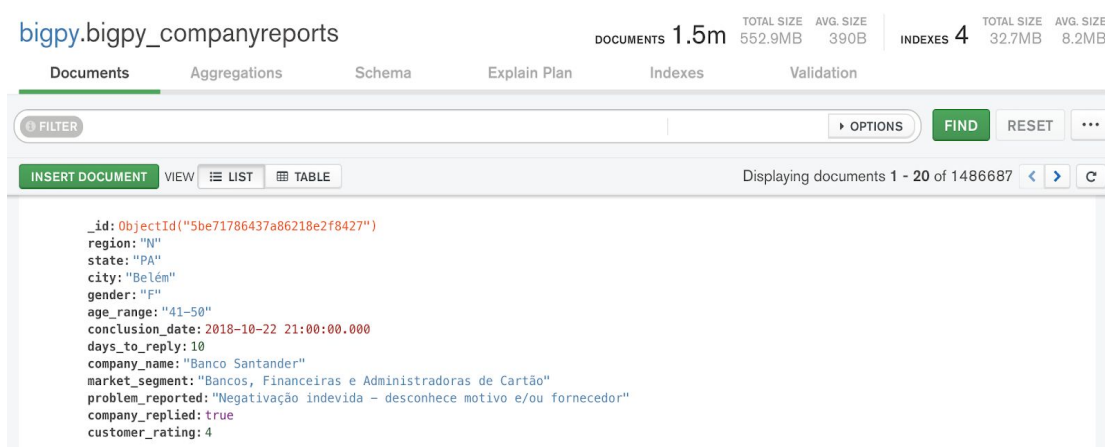 bigpy.bigpy_companyreports
DOCUMENTS 1.5m TOTAL SIZE 552.9MB AVG. SIZE 390B INDEXES 4 TOTAL SIZE 32.7MB AVG. SIZE 8.2MB
Documents Aggregations Schema Explain Plan Indexes Validation
FILTER OPTIONS FIND RESET ...
INSERT DOCUMENT VIEW LIST TABLE Displaying documents 1 - 20 of 1486687 < > C
_id: ObjectId("5be71786437a86218e2f8427")
region: "N"
state: "PA"
city: "Belém"
gender: "F"
age_range: "41-50"
conclusion_date: 2018-10-22 21:00:00.000
days_to_reply: 10
company_name: "Banco Santander"
market_segment: "Bancos, Financeiras e Administradoras de Cartão"
problem_reported: "Negativação indevida – desconhece motivo e/ou fornecedor"
company_replied: true
customer_rating: 4